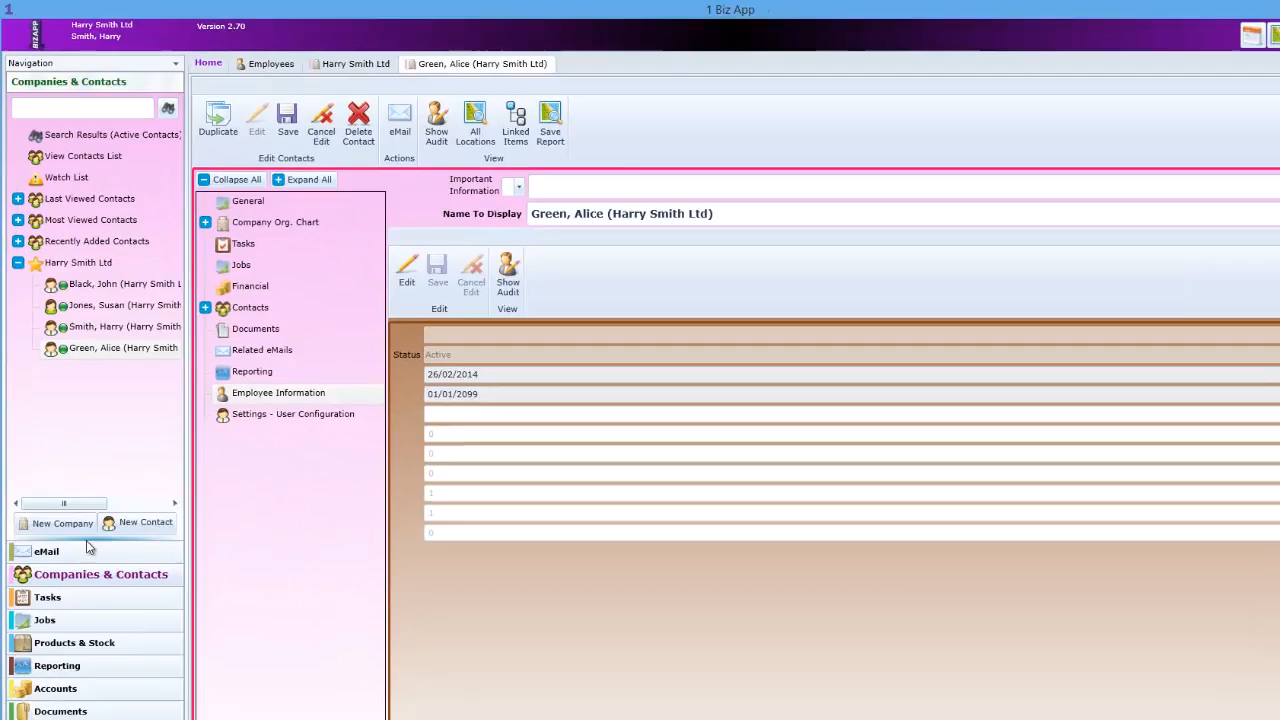 1 Biz App
BIZAPP
Harry Smith Ltd
Smith, Harry
Version 2.70
Navigation
Companies & Contacts
Search Results (Active Contacts)
View Contacts List
Watch List
Last Viewed Contacts
Most Viewed Contacts
Recently Added Contacts
Harry Smith Ltd
Black, John (Harry Smith L
Jones, Susan (Harry Smith
Smith, Harry (Harry Smith
Green, Alice (Harry Smith
New Company
New Contact
eMail
Companies & Contacts
Tasks
Jobs
Products & Stock
Reporting
Accounts
Documents
Home
Employees
Harry Smith Ltd
Green, Alice (Harry Smith Ltd)
Duplicate
Edit
Save
Cancel
Edit
Delete
Contact
eMail
Show
Audit
All
Locations
Linked
Items
Save
Report
Edit Contacts
Actions
View
Collapse All
Expand All
General
Company Org. Chart
Tasks
Jobs
Financial
Contacts
Documents
Related eMails
Reporting
Employee Information
Settings - User Configuration
Important
Information
Name To Display
Green, Alice (Harry Smith Ltd)
Edit
Save
Cancel
Edit
Show
Audit
Edit
View
Status
Active
26/02/2014
01/01/2099
0
0
0
1
1
0